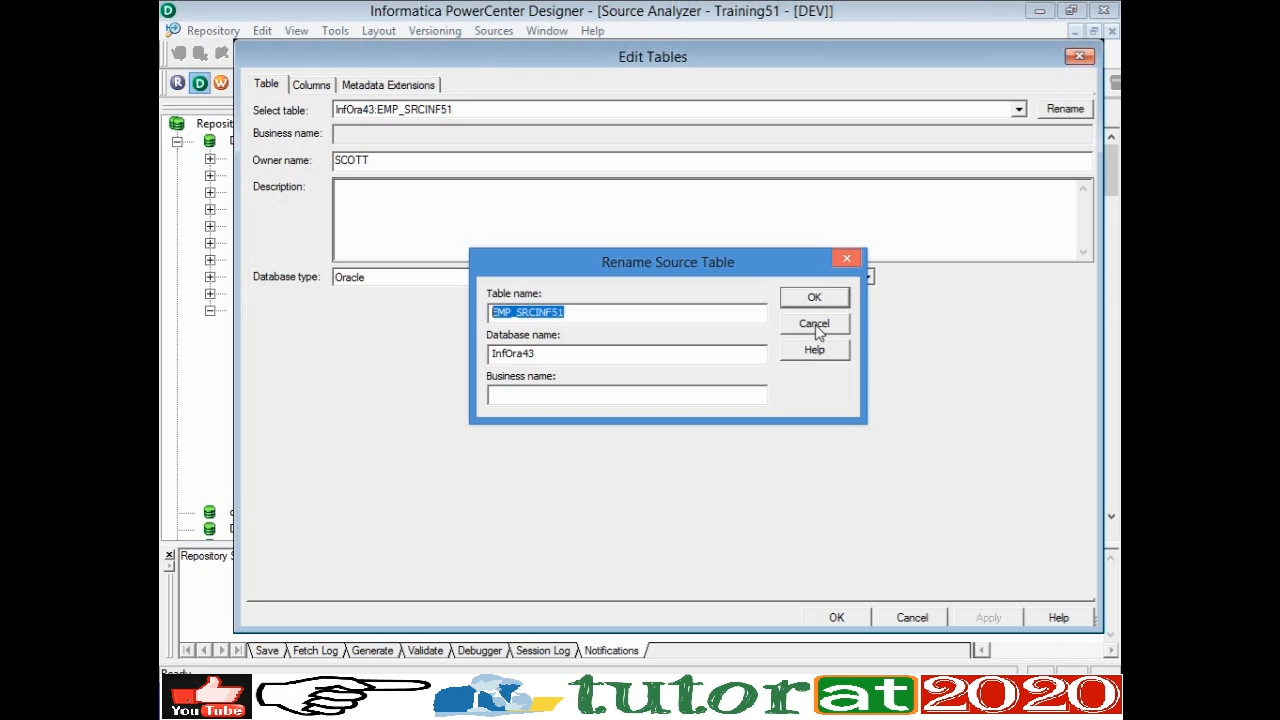 Informatica PowerCenter Designer - [Source Analyzer - Training51 - [DEV]]
Repository Edit View Tools Layout Versioning Sources Window Help
Edit Tables
R D W
Table Columns Metadata Extensions
Select table: InfOra43:EMP_SRCINF51 Rename
Business name:
Owner name: SCOTT
Description:
Database type: Oracle
Rename Source Table
Table name:
EMP_SRCINF51
Database name:
InfOra43
Business name:
OK
Cancel
Help
OK Cancel Apply Help
Save Fetch Log Generate Validate Debugger Session Log Notifications
Ready
You Tube tutorat2020